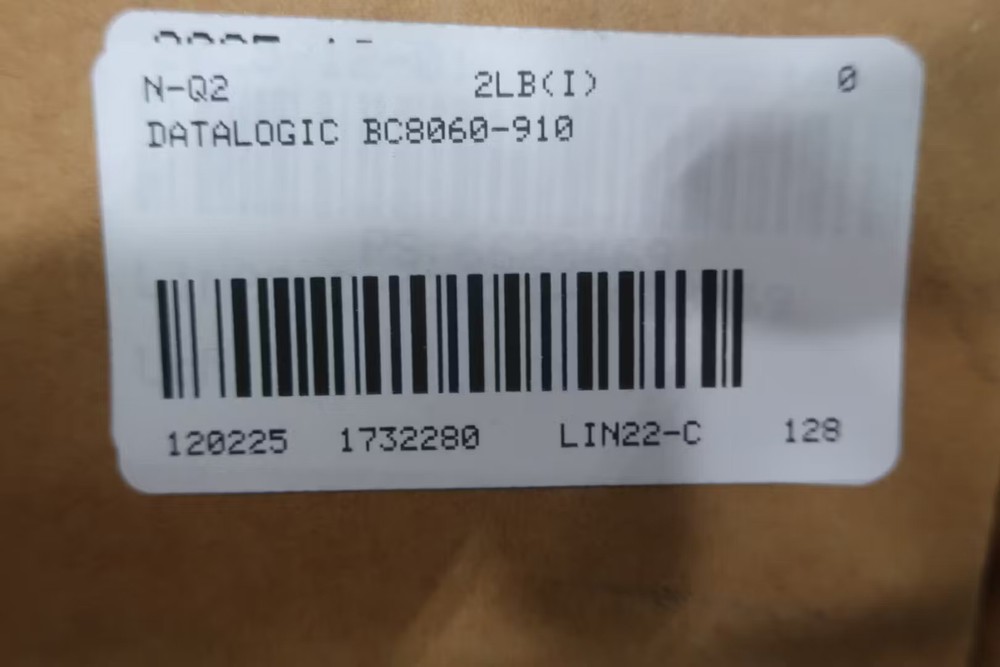 N-Q2 2LB(I) 0
DATALOGIC BC8060-910
120225 1732280 LIN22-C 128